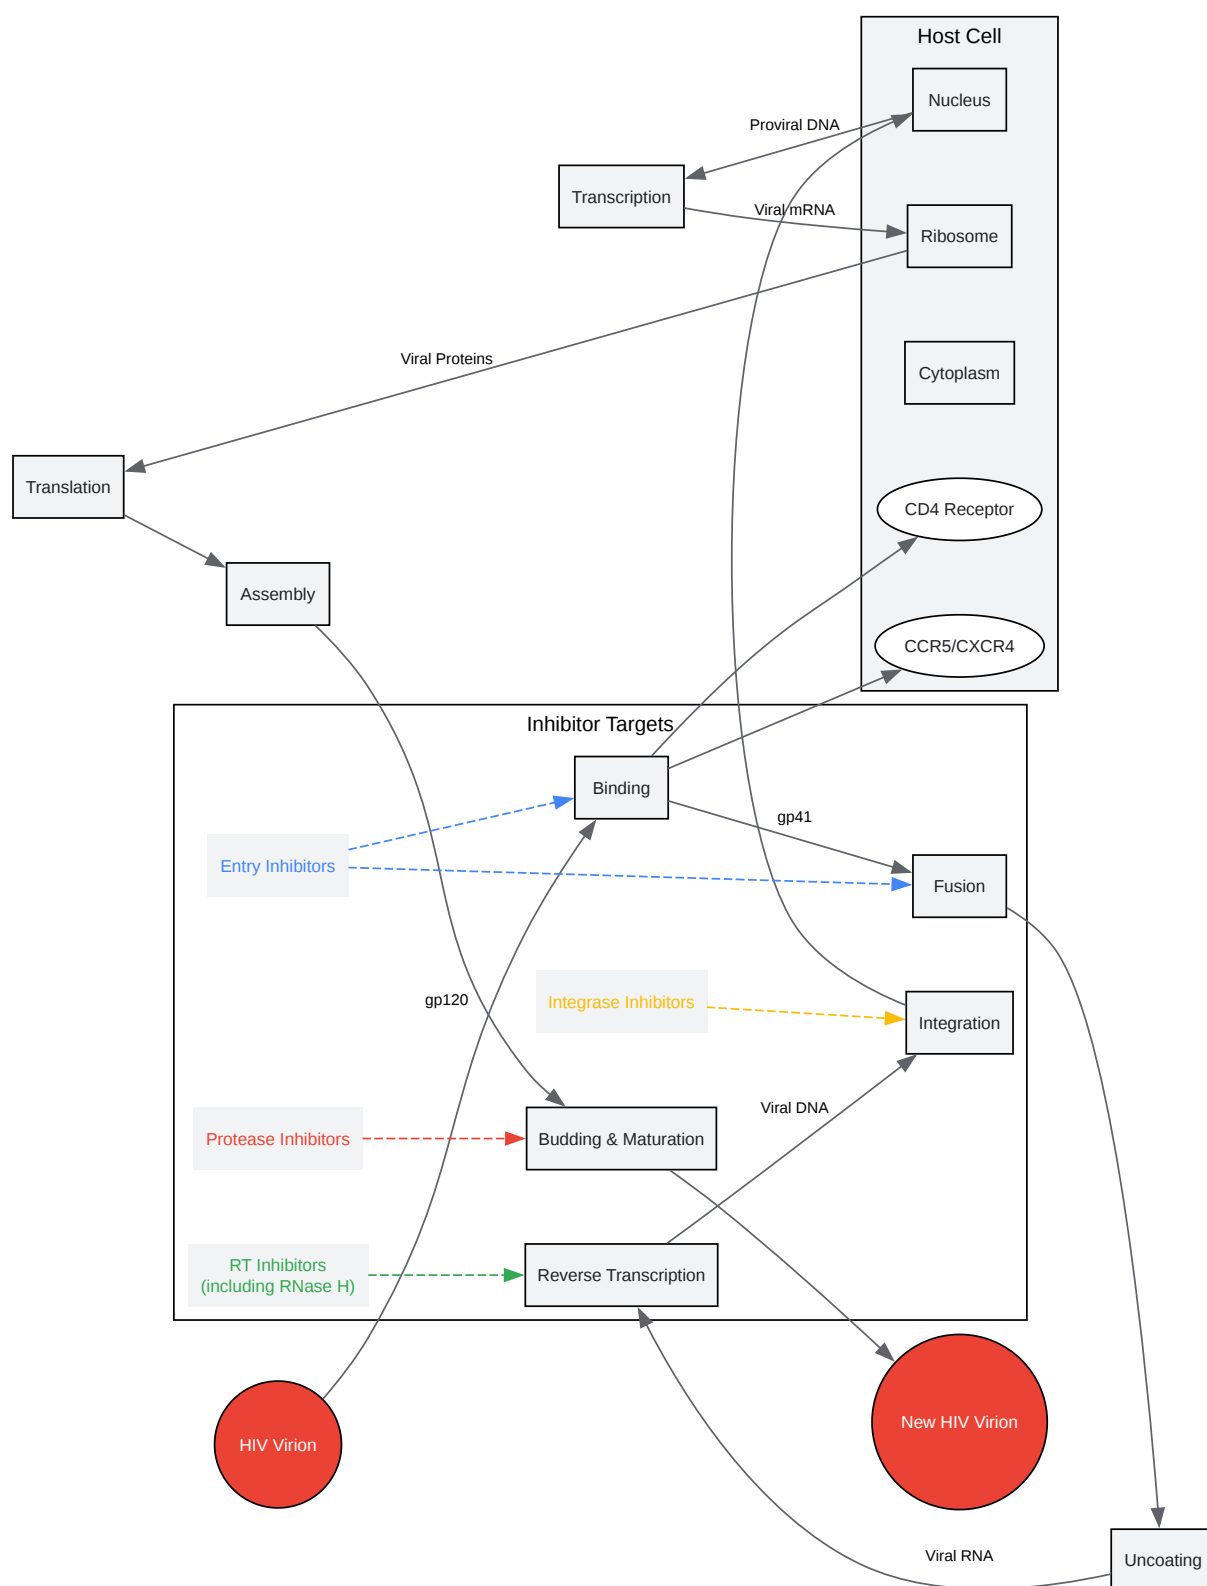 Host Cell
Nucleus
Proviral DNA
Transcription
Viral mRNA
Ribosome
Viral Proteins
Cytoplasm
Translation
CD4 Receptor
Assembly
CCR5/CXCR4
Inhibitor Targets
Binding
gp41
Entry Inhibitors
Fusion
gp120
Integrase Inhibitors
Integration
Viral DNA
Protease Inhibitors
Budding & Maturation
RT Inhibitors
(including RNase H)
Reverse Transcription
New HIV Virion
HIV Virion
Viral RNA
Uncoating